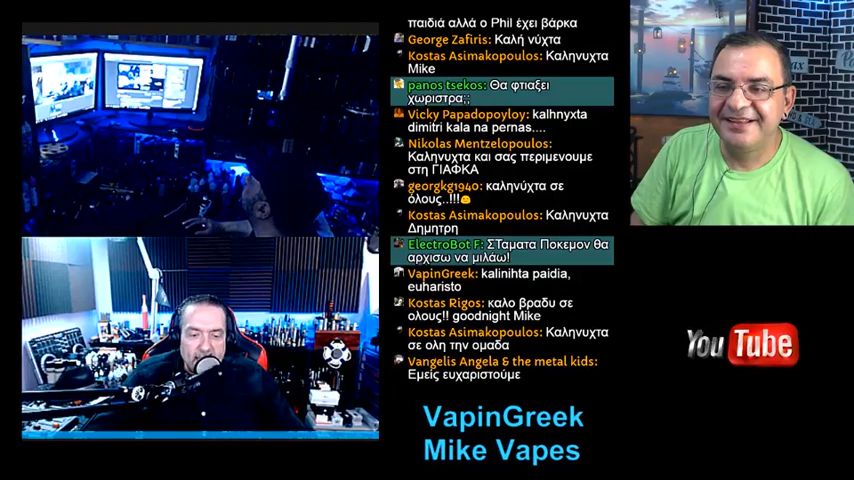 παιδιά αλλά ο Phil έχει βάρκα
George Zafiris: Καλή νύχτα
Kostas Asimakopoulos: Καληνυχτα
Mike
panos tsekos: Θα φτιαξει
χωριστρα;;
Vicky Papadopoyloy: kalhnyxta
dimitri kala na pernas....
Nikolas Mentzelopoulos:
Καληνυχτα και σας περιμενουμε
στη ΓΙΑΦΚΑ
georgkg1940: καληνύχτα σε
όλους..!!!
Kostas Asimakopoulos: Καληνυχτα
Δημητρη
ElectroBot F: ΣΤαματα Ποκεμον θα
αρχισω να μιλάω!
VapinGreek: kalinihta paidia,
euharisto
Kostas Rigos: καλο βραδυ σε
ολους!! goodnight Mike
Kostas Asimakopoulos: Καληνυχτα
σε ολη την ομαδα
Vangelis Angela & the metal kids:
Εμείς ευχαριστούμε
VapinGreek
Mike Vapes
YouTube